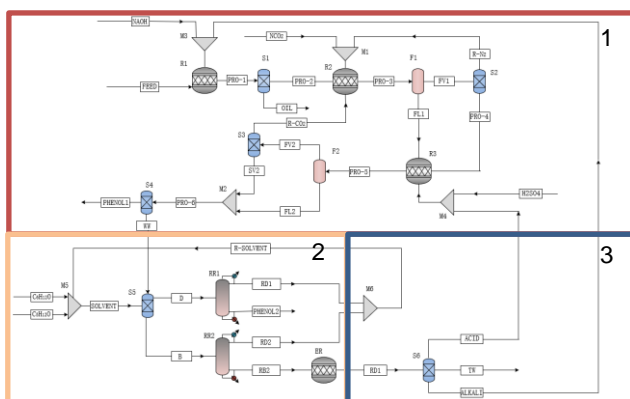 NAOH
NCO2
1
M3
M1
R-N2
R1
S1
R2
F1
S2
PRO-1
PRO-2
PRO-3
FV1
FEED
OIL
R-CO2
FL1
PRO-4
S3
FV2
F2
R3
SV2
PRO-5
S4
M2
H2SO4
PHENOL1
PRO-6
FL2
M4
WW
2
3
R-SOLVENT
M5
RR1
M6
C6H12O
SOLVENT
S5
D
RD1
C6H12O
PHENOL2
RR2
RD2
ACID
ER
S6
B
RB2
RD1
TW
ALKALI